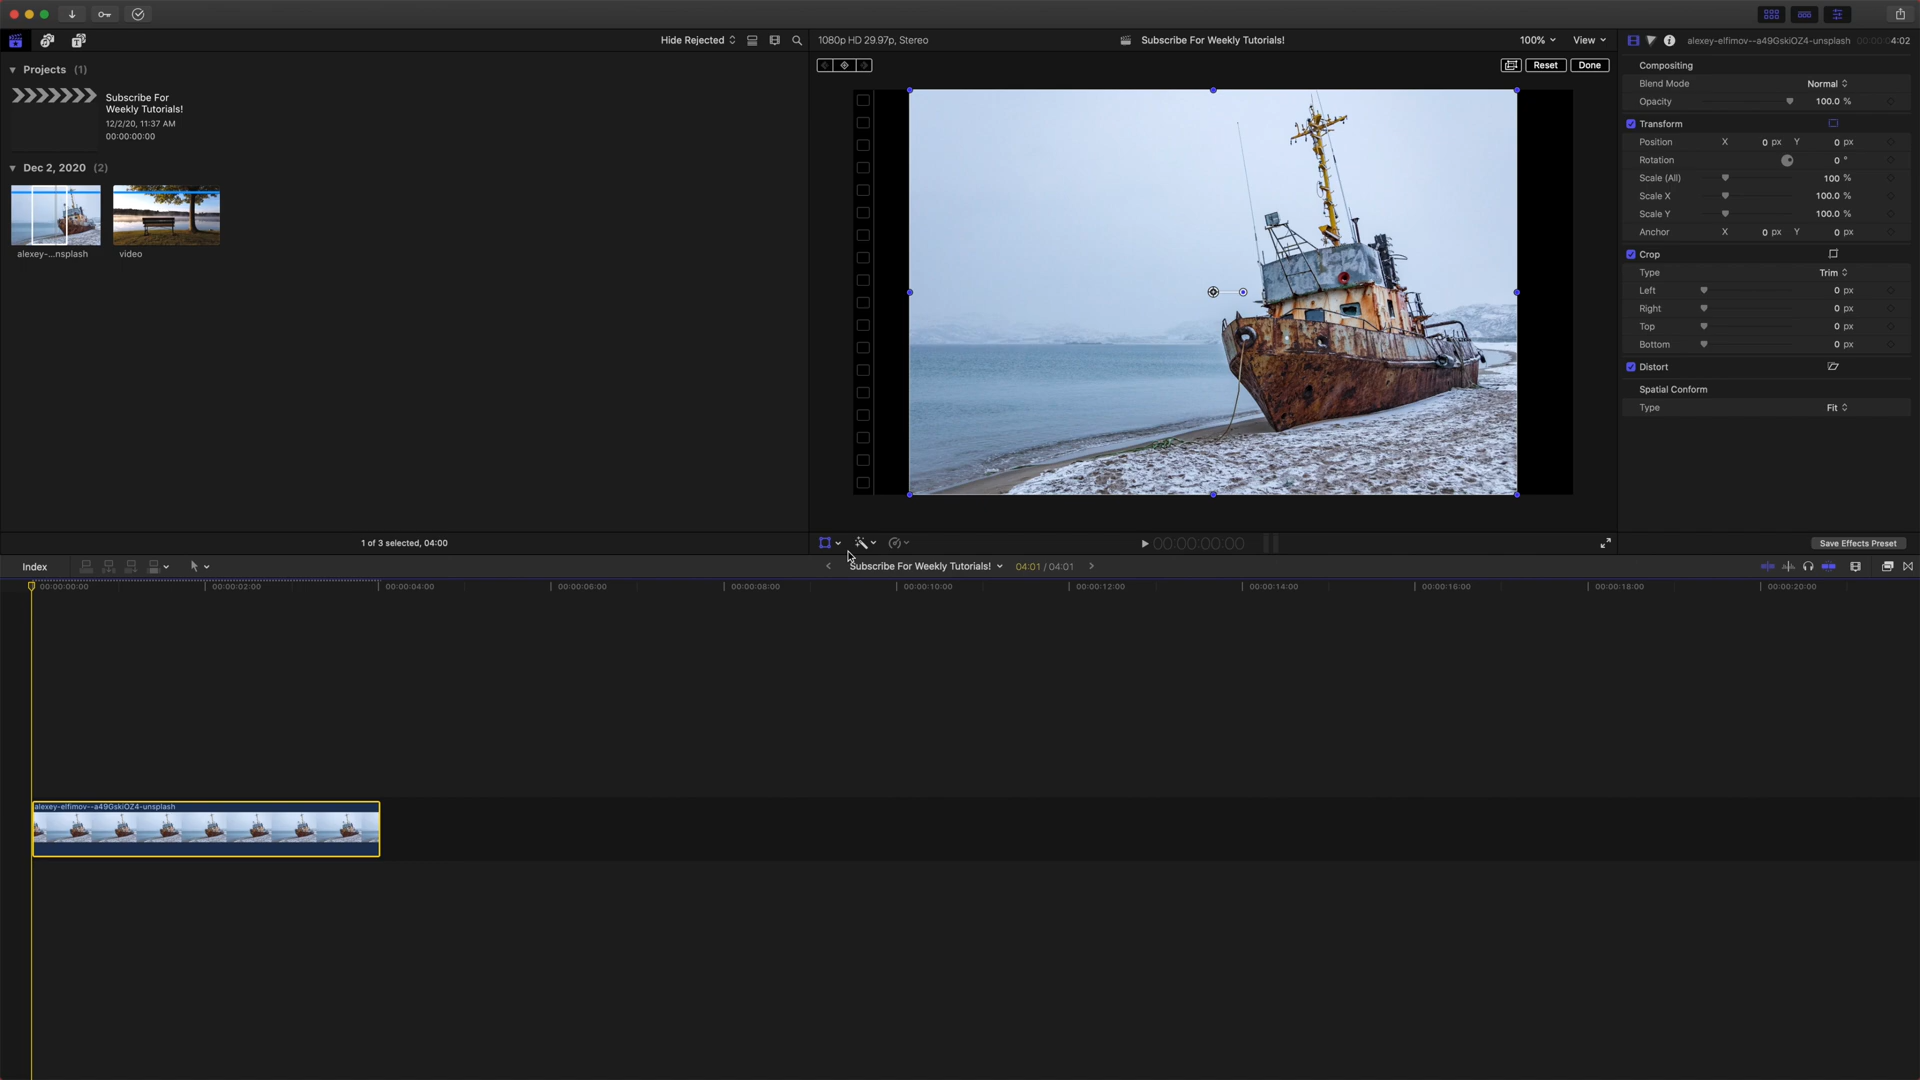 Hide Rejected
1080p HD 29.97p, Stereo
Subscribe For Weekly Tutorials!
100%
View
alexey-elfimov--a49GskiOZ4-unsplash
00:00:04:02
Projects (1)
Subscribe For
Weekly Tutorials!
12/2/20, 11:37 AM
00:00:00:00
Dec 2, 2020 (2)
alexey-...nsplash
video
Reset
Done
Compositing
Blend Mode Normal
Opacity 100.0 %
Transform
Position X 0 px Y 0 px
Rotation 0 °
Scale (All) 100 %
Scale X 100.0 %
Scale Y 100.0 %
Anchor X 0 px Y 0 px
Crop
Type Trim
Left 0 px
Right 0 px
Top 0 px
Bottom 0 px
Distort
Spatial Conform
Type Fit
1 of 3 selected, 04:00
00:00:00:00
Save Effects Preset
Index
Subscribe For Weekly Tutorials!
04:01 / 04:01
00:00:00:00
00:00:02:00
00:00:04:00
00:00:06:00
00:00:08:00
00:00:10:00
00:00:12:00
00:00:14:00
00:00:16:00
00:00:18:00
00:00:20:00
alexey-elfimov--a49GskiOZ4-unsplash